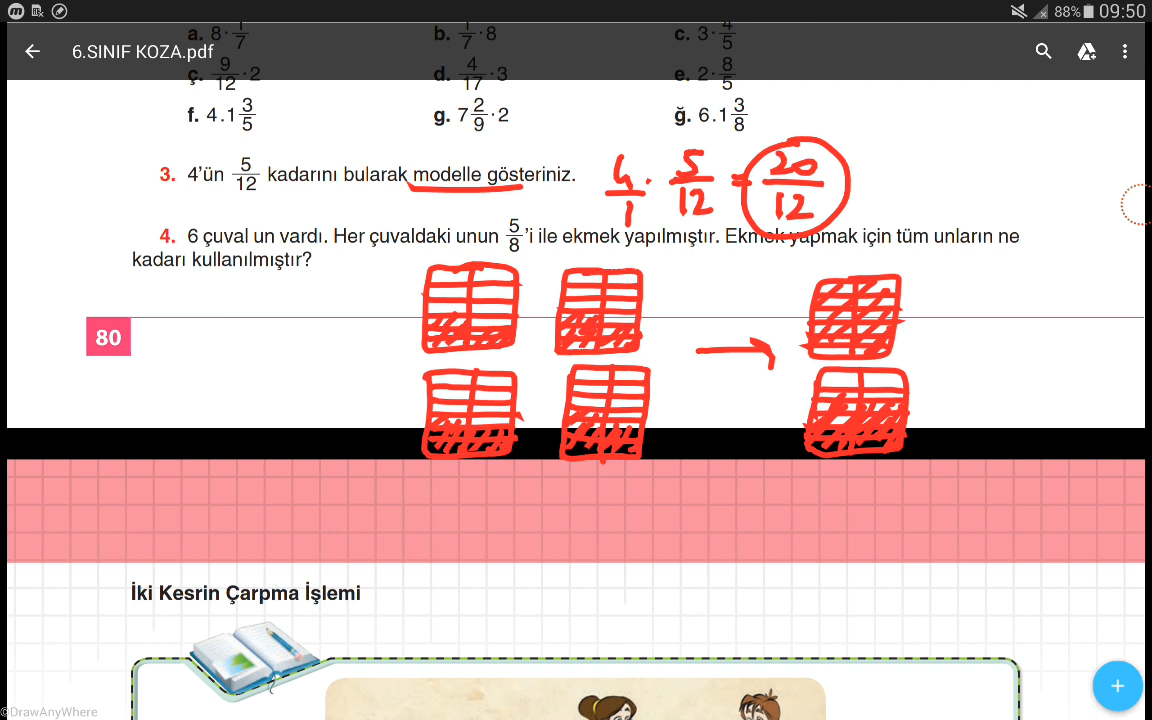 88% 09:50
6.SINIF KOZA.pdf
a. 8·1/7 b. 1/7·8 c. 3·4/5
ç. 9/12·2 d. 4/17·3 e. 2·8/5
f. 4.1 3/5 g. 7 2/9·2 ğ. 6.1 3/8
3. 4'ün 5/12 kadarını bularak modelle gösteriniz. 4/1 · 5/12 = 20/12
4. 6 çuval un vardı. Her çuvaldaki unun 5/8'i ile ekmek yapılmıştır. Ekmek yapmak için tüm unların ne
kadarı kullanılmıştır?
80
İki Kesrin Çarpma İşlemi
©DrawAnyWhere